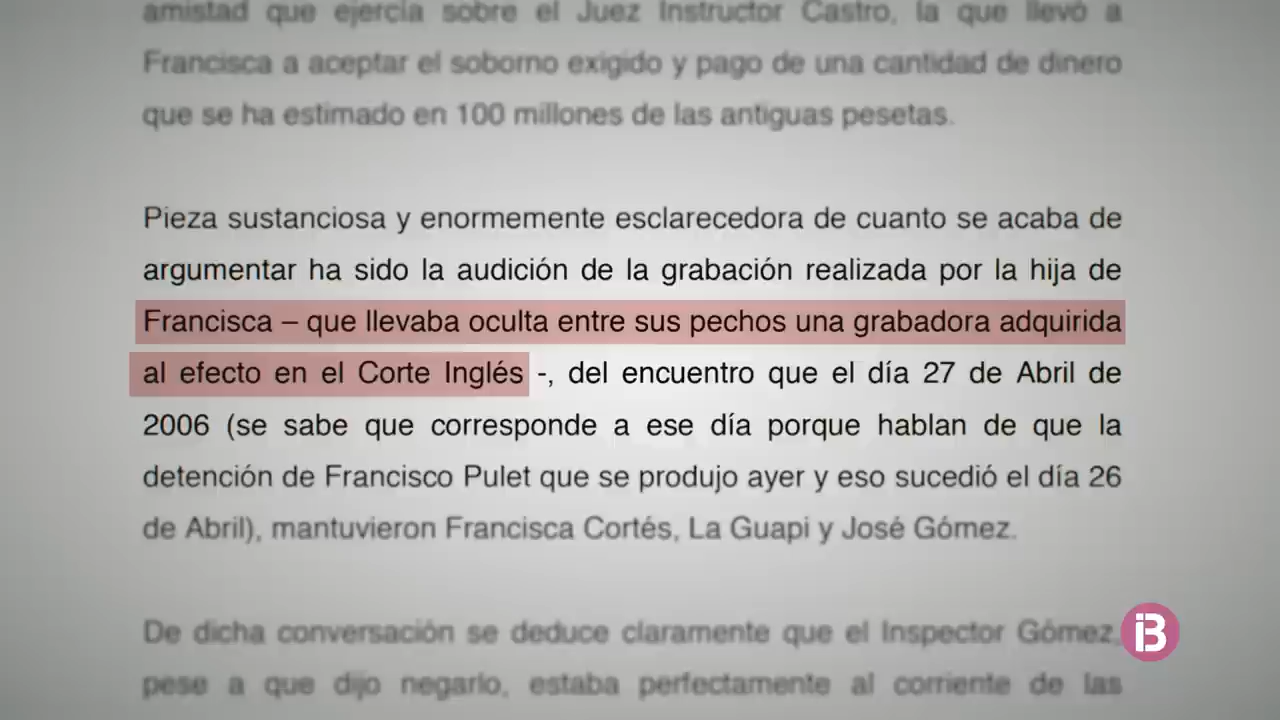 amistad que ejercía sobre el Juez Instructor Castro, la que llevó a
Francisca a aceptar el soborno exigido y pago de una cantidad de dinero
que se ha estimado en 100 millones de las antiguas pesetas.
Pieza sustanciosa y enormemente esclarecedora de cuanto se acaba de
argumentar ha sido la audición de la grabación realizada por la hija de
Francisca – que llevaba oculta entre sus pechos una grabadora adquirida
al efecto en el Corte Inglés -, del encuentro que el día 27 de Abril de
2006 (se sabe que corresponde a ese día porque hablan de que la
detención de Francisco Pulet que se produjo ayer y eso sucedió el día 26
de Abril), mantuvieron Francisca Cortés, La Guapi y José Gómez.
De dicha conversación se deduce claramente que el Inspector Gómez,
pese a que dijo negarlo, estaba perfectamente al corriente de las
IB